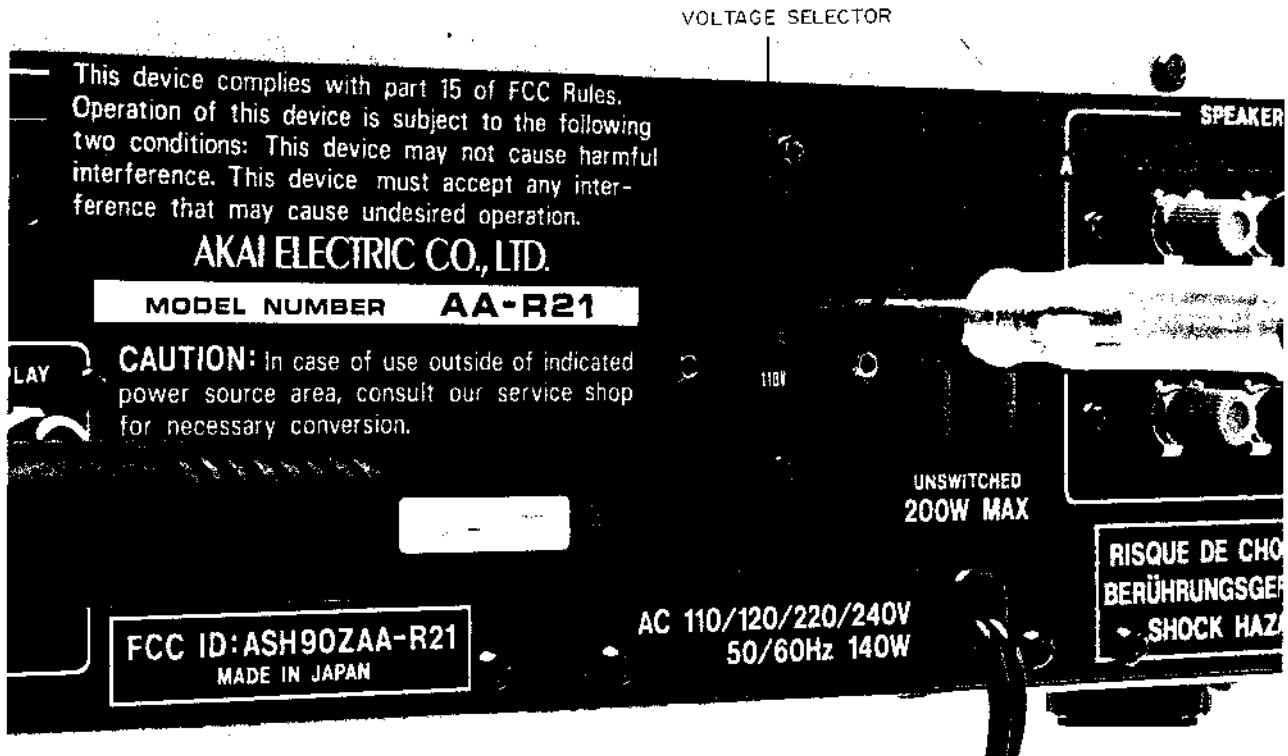 VOLTAGE SELECTOR
This device complies with part 15 of FCC Rules.
Operation of this device is subject to the following
two conditions: This device may not cause harmful
interference. This device must accept any inter-
ference that may cause undesired operation.
AKAI ELECTRIC CO., LTD.
MODEL NUMBER AA-R21
CAUTION: In case of use outside of indicated
power source area, consult our service shop
for necessary conversion.
PLAY
110V
SPEAKER
A
UNSWITCHED
200W MAX
AC 110/120/220/240V
50/60Hz 140W
FCC ID: ASH90ZAA-R21
MADE IN JAPAN
RISQUE DE CHO
BERÜHRUNGSGEF
SHOCK HAZA